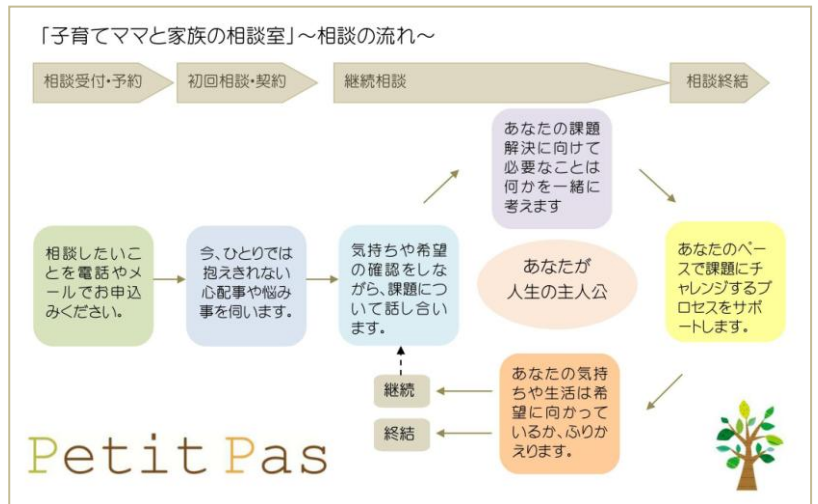 「子育てママと家族の相談室」～相談の流れ～
相談受付・予約
初回相談・契約
継続相談
相談終結
相談したいこ
とを電話やメ
ールでお申込
みください。
今、ひとりでは
抱えきれない
心配事や悩み
事を伺います。
気持ちや希望
の確認をしな
がら、課題につ
いて話し合い
ます。
あなたの課題
解決に向けて
必要なことは
何かを一緒に
考えます
あなたが
人生の主人公
あなたのペー
スで課題にチ
ャレンジするプ
ロセスをサポ
ートします。
あなたの気持
ちや生活は希
望に向かって
いるか、ふりか
えります。
継続
終結
Petit Pas